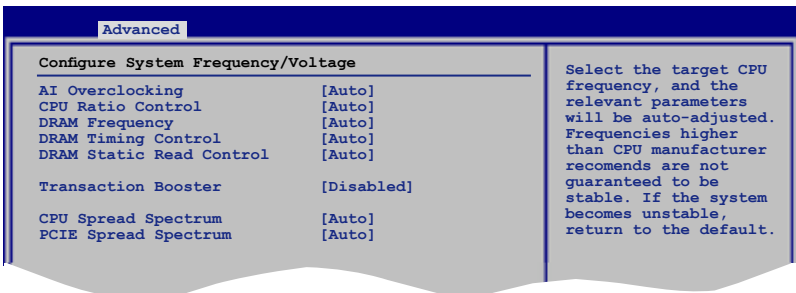 Advanced
Configure System Frequency/Voltage
AI Overclocking [Auto]
CPU Ratio Control [Auto]
DRAM Frequency [Auto]
DRAM Timing Control [Auto]
DRAM Static Read Control [Auto]
Transaction Booster [Disabled]
CPU Spread Spectrum [Auto]
PCIE Spread Spectrum [Auto]
Select the target CPU
frequency, and the
relevant parameters
will be auto-adjusted.
Frequencies higher
than CPU manufacturer
recomends are not
guaranteed to be
stable. If the system
becomes unstable,
return to the default.